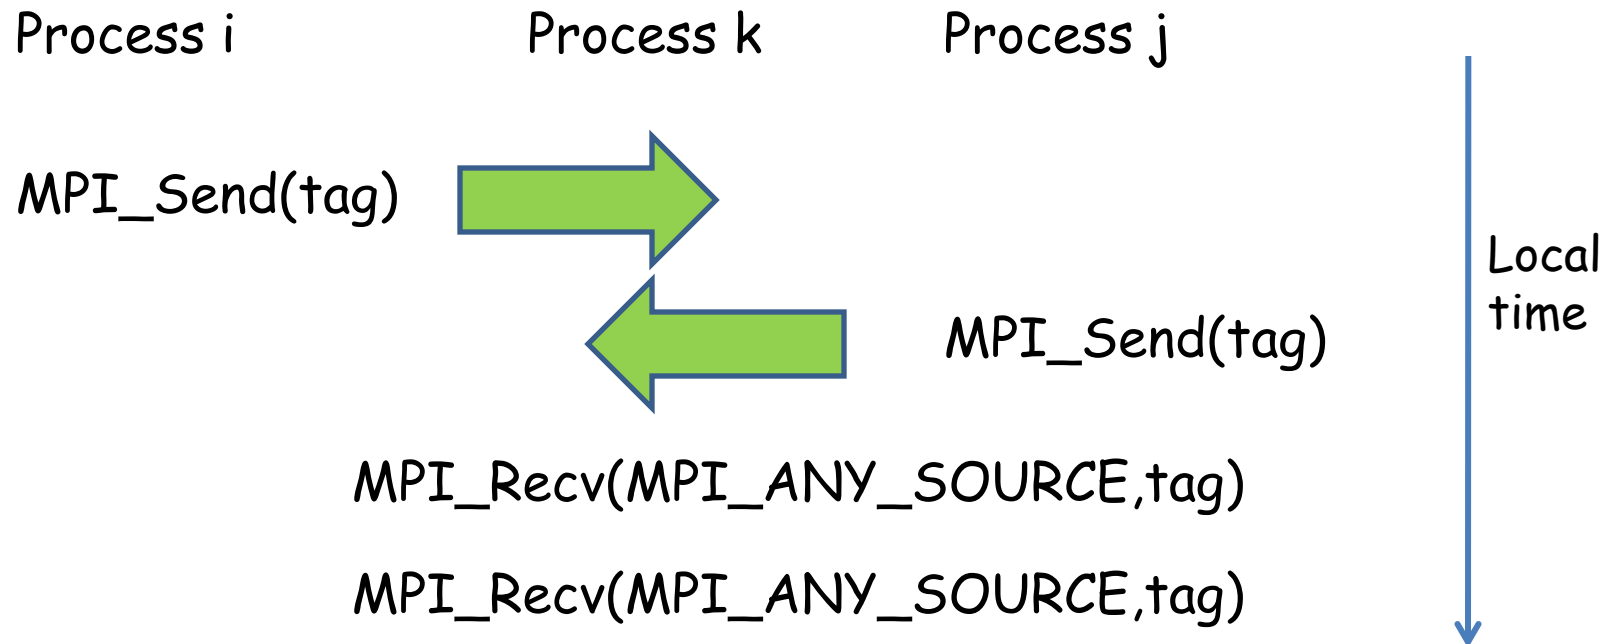 Process i
Process k
Process j
MPI_Send(tag)
Local
time
MPI_Send(tag)
MPI_Recv(MPI_ANY_SOURCE,tag)
MPI_Recv(MPI_ANY_SOURCE,tag)